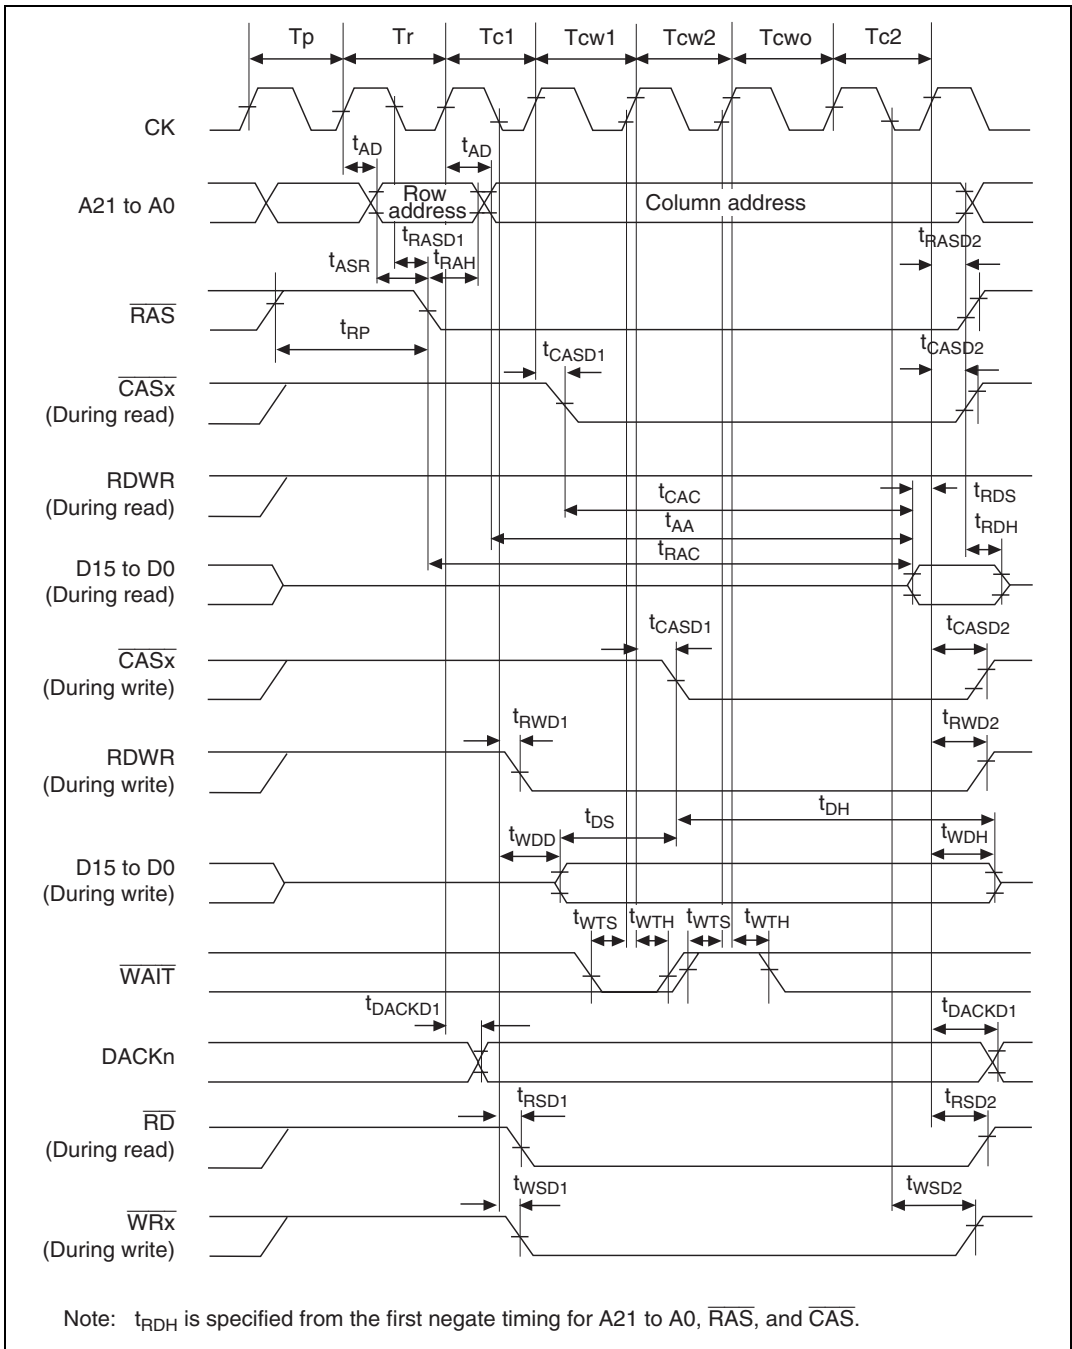 Tp Tr Tc1 Tcw1 Tcw2 Tcwo Tc2
CK
tAD tAD
A21 to A0
Row address
Column address
tRASD1
tRASD2
tASR tRAH
RAS
tRP
tCASD1
tCASD2
CASx
(During read)
RDWR
(During read)
tCAC
tRDS
tAA
tRDH
tRAC
D15 to D0
(During read)
tCASD1
tCASD2
CASx
(During write)
tRWD1
tRWD2
RDWR
(During write)
tDH
tDS
tWDD
tWDH
D15 to D0
(During write)
tWTS tWTH tWTS tWTH
WAIT
tDACKD1
tDACKD1
DACKn
tRSD1
tRSD2
RD
(During read)
tWSD1
tWSD2
WRx
(During write)
Note: tRDH is specified from the first negate timing for A21 to A0, RAS, and CAS.